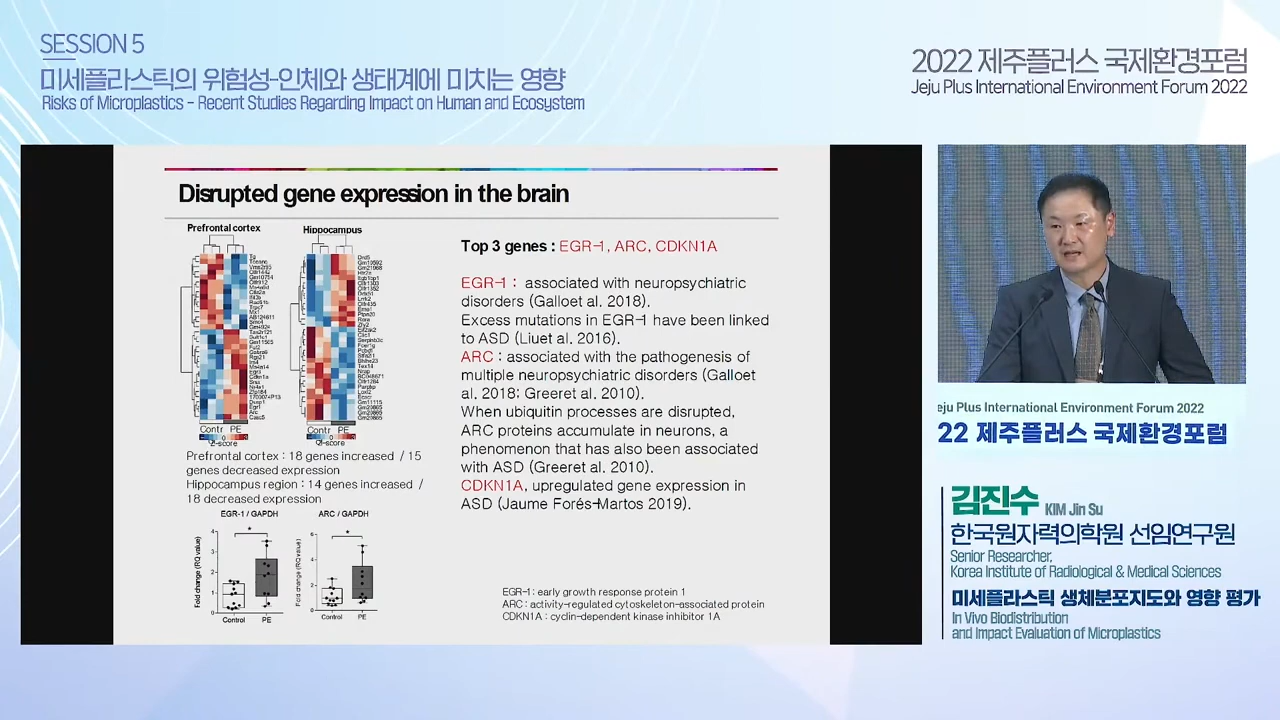 SESSION 5
미세플라스틱의 위험성-인체와 생태계에 미치는 영향
Risks of Microplastics - Recent Studies Regarding Impact on Human and Ecosystem
2022 제주플러스 국제환경포럼
Jeju Plus International Environment Forum 2022
Disrupted gene expression in the brain
Prefrontal cortex
Hippocampus
Contr PE
Contr PE
Z-score
Z-score
Prefrontal cortex : 18 genes increased / 15
genes decreased expression
Hippocampus region : 14 genes increased /
18 decreased expression
EGR-1 / GAPDH
ARC / GAPDH
Fold change (RQ value)
Fold change (RQ value)
Control PE
Control PE
Top 3 genes : EGR-1, ARC, CDKN1A
EGR-1 : associated with neuropsychiatric
disorders (Galloet al. 2018).
Excess mutations in EGR-1 have been linked
to ASD (Liuet al. 2016).
ARC : associated with the pathogenesis of
multiple neuropsychiatric disorders (Galloet
al. 2018; Greeret al. 2010).
When ubiquitin processes are disrupted,
ARC proteins accumulate in neurons, a
phenomenon that has also been associated
with ASD (Greeret al. 2010).
CDKN1A, upregulated gene expression in
ASD (Jaume Forés-Martos 2019).
EGR-1: early growth response protein 1
ARC : activity-regulated cytoskeleton-associated protein
CDKN1A : cyclin-dependent kinase inhibitor 1A
eju Plus International Environment Forum 2022
22 제주플러스 국제환경포럼
김진수 KIM Jin Su
한국원자력의학원 선임연구원
Senior Researcher,
Korea Institute of Radiological & Medical Sciences
미세플라스틱 생체분포지도와 영향 평가
In Vivo Biodistribution
and Impact Evaluation of Microplastics